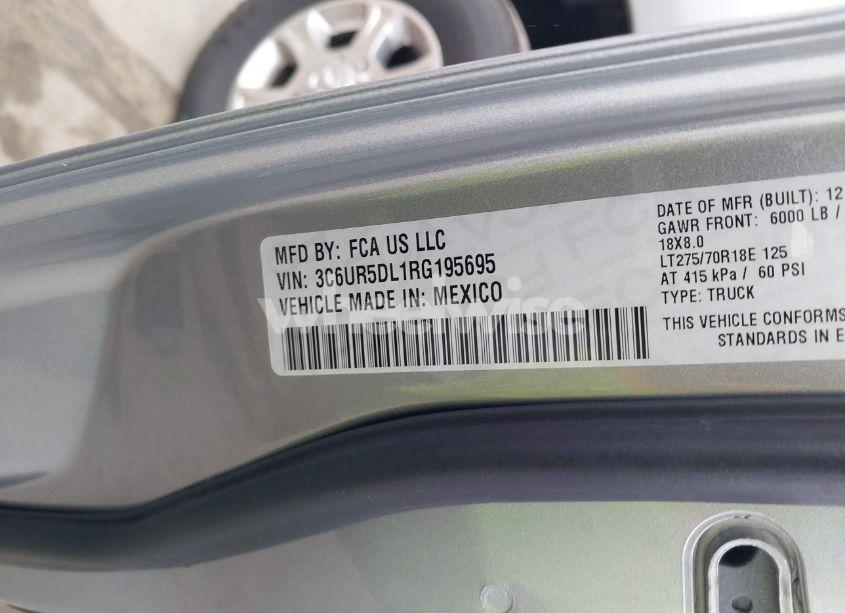 MFD BY: FCA US LLC
VIN: 3C6UR5DL1RG195695
VEHICLE MADE IN: MEXICO
wheelwise
DATE OF MFR (BUILT): 12
GAWR FRONT: 6000 LB /
18X8.0
LT275/70R18E 125
AT 415 kPa / 60 PSI
TYPE: TRUCK
THIS VEHICLE CONFORMS
STANDARDS IN E